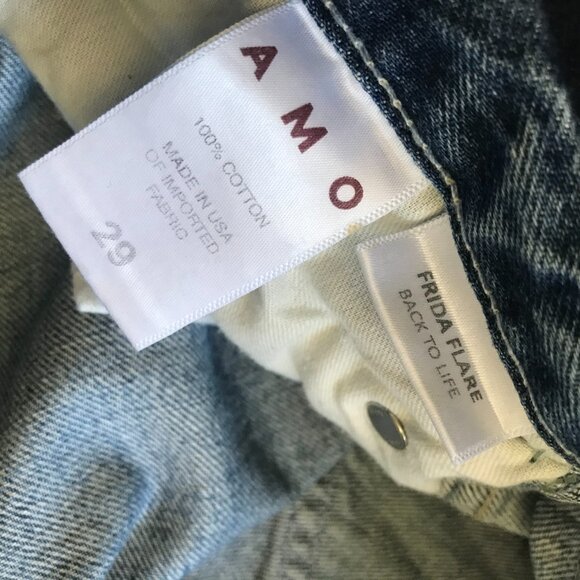 AMO
100% COTTON
MADE IN USA
OF IMPORTED
FABRIC
29
FRIDA FLARE
BACK TO LIFE